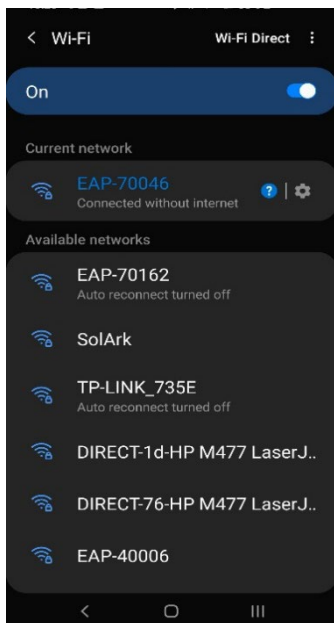 Wi-Fi Wi-Fi Direct
On
Current network
EAP-70046
Connected without internet
Available networks
EAP-70162
Auto reconnect turned off
SolArk
TP-LINK_735E
Auto reconnect turned off
DIRECT-1d-HP M477 LaserJ..
DIRECT-76-HP M477 LaserJ..
EAP-40006